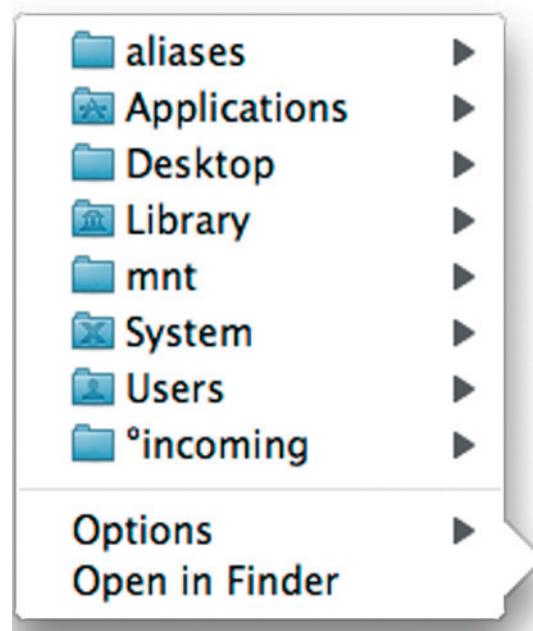 aliases
Applications
Desktop
Library
mnt
System
Users
°incoming
Options
Open in Finder